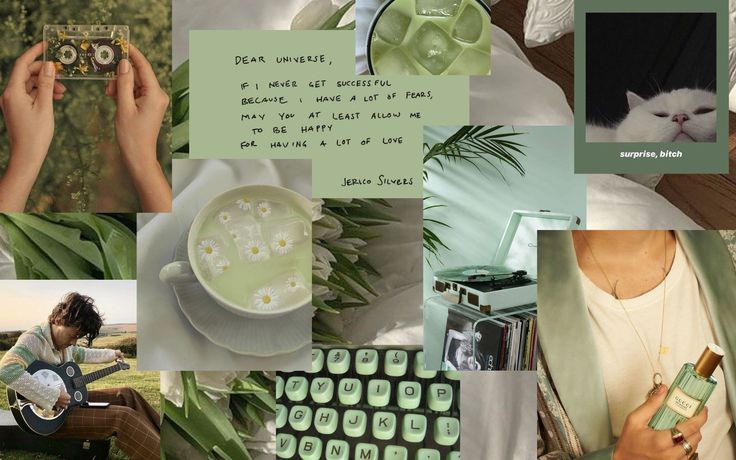 DEAR UNIVERSE,
IF I NEVER GET SUCCESSFUL
BECAUSE I HAVE A LOT OF FEARS,
MAY YOU AT LEAST ALLOW ME
TO BE HAPPY
FOR HAVING A LOT OF LOVE
JERICO SILVERS
surprise, bitch
GUCCI
T Y U I O P
G H J K L
V B N M